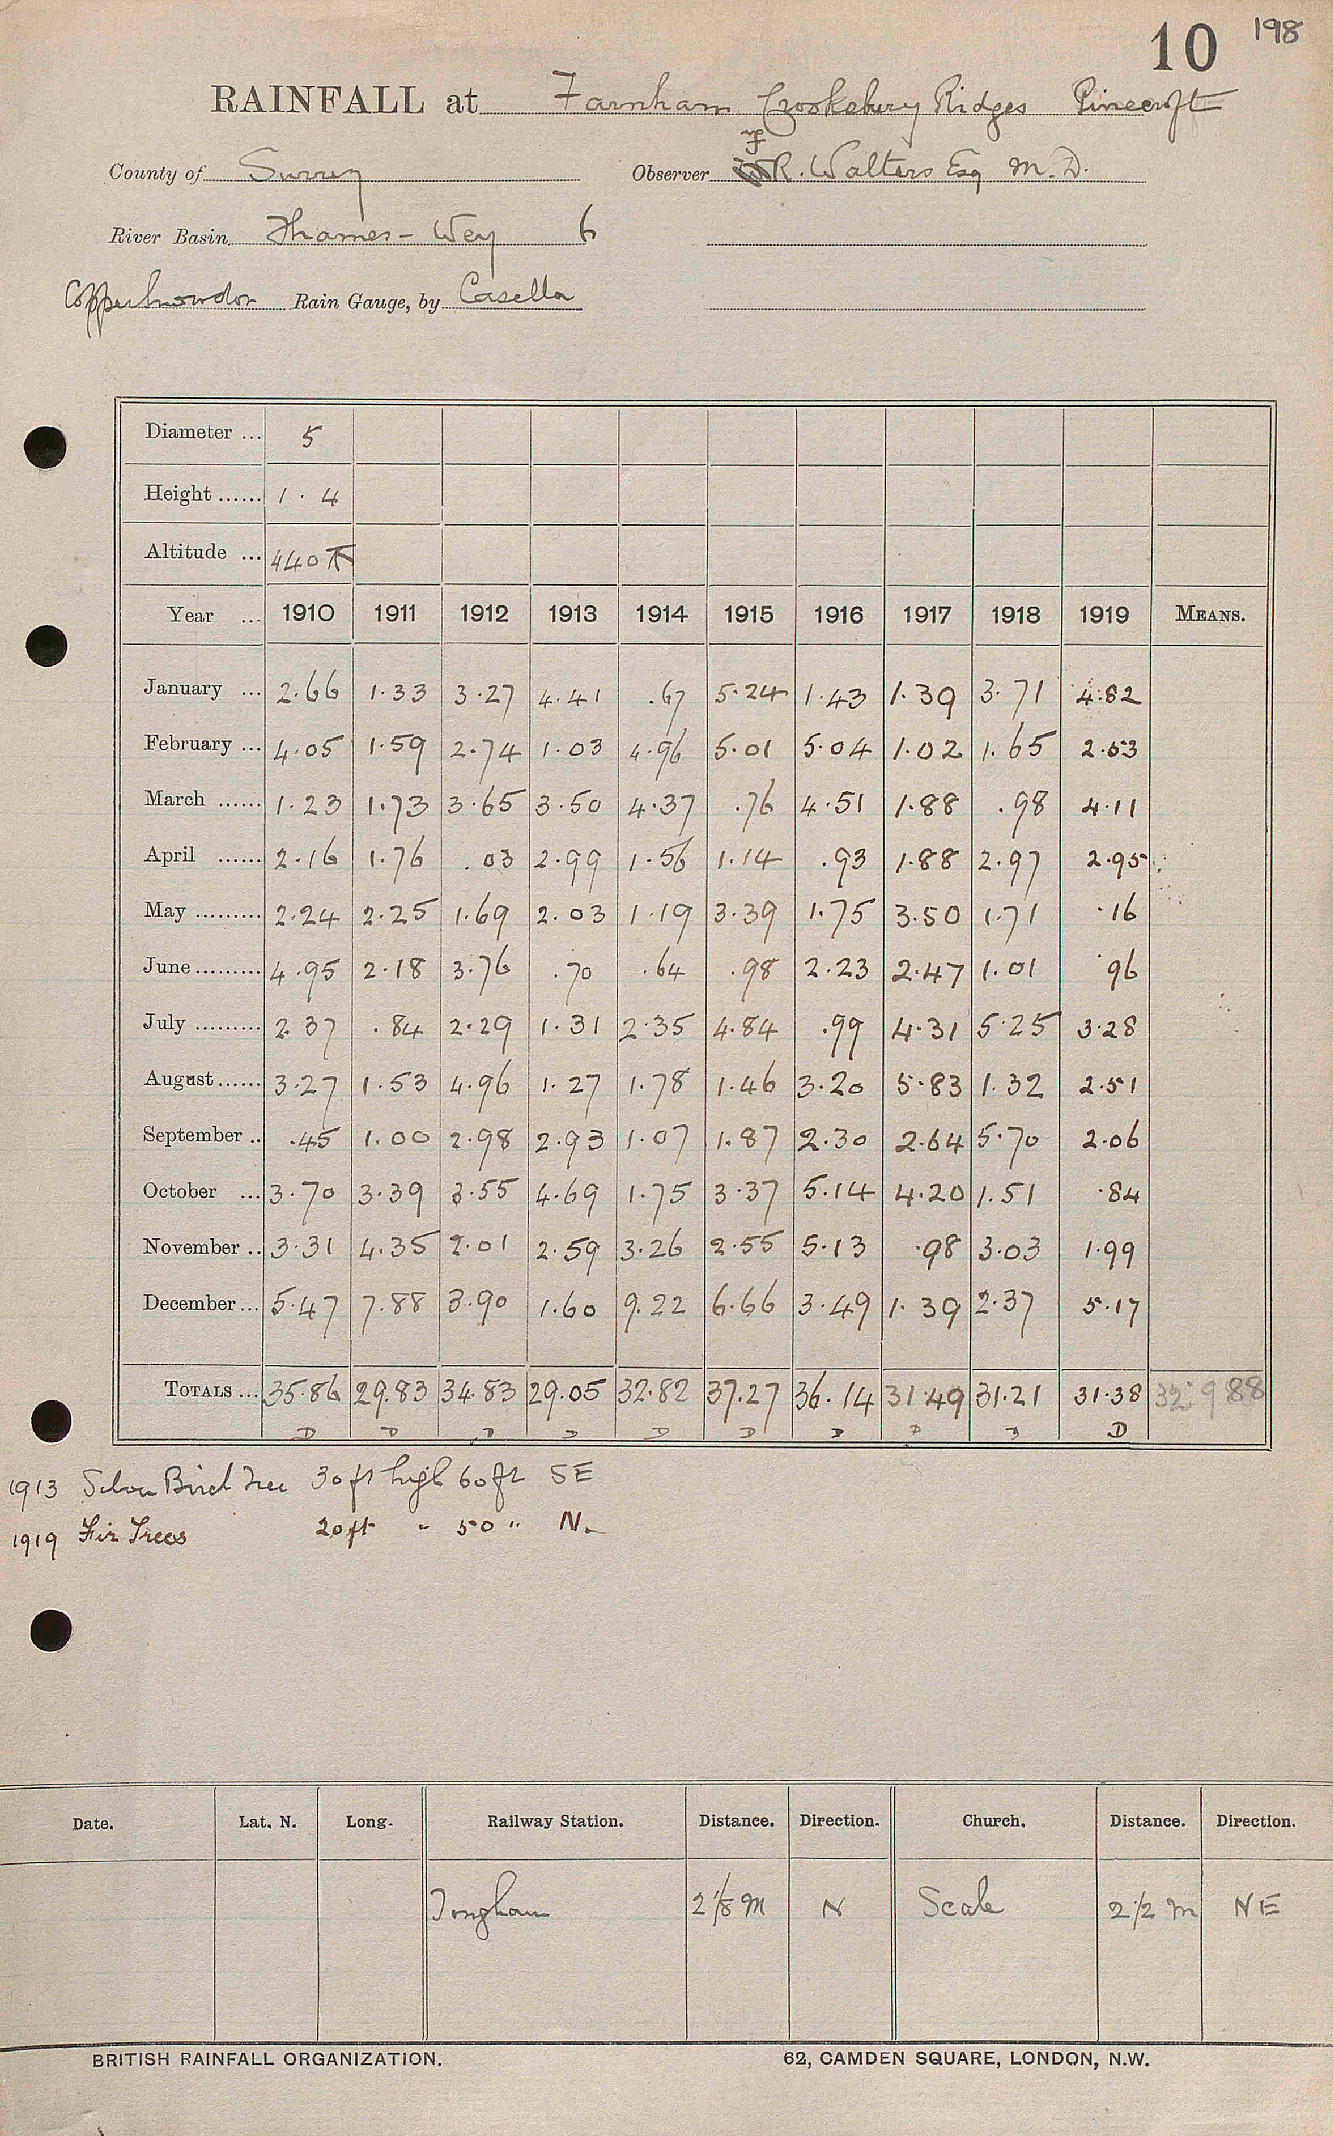 10 198
RAINFALL at Farnham Crooksbury Ridges Pinecroft
County of Surrey Observer F R. Walters Esq M.D.
River Basin Thames - Wey 6
Copper Snowdon Rain Gauge, by Casella
Diameter ... 5
Height ...... 1 . 4
Altitude ... 440 ft
Year ... 1910 1911 1912 1913 1914 1915 1916 1917 1918 1919 MEANS.
January ... 2.66 1.33 3.27 4.41 .67 5.24 1.43 1.39 3.71 4.82
February ... 4.05 1.59 2.74 1.03 4.96 5.01 5.04 1.02 1.65 2.53
March ...... 1.23 1.73 3.65 3.50 4.37 .76 4.51 1.88 .98 4.11
April ...... 2.16 1.76 .03 2.99 1.56 1.14 .93 1.88 2.97 2.95
May ......... 2.24 2.25 1.69 2.03 1.19 3.39 1.75 3.50 1.71 .16
June ......... 4.95 2.18 3.76 .70 .64 .98 2.23 2.47 1.01 .96
July ......... 2.37 .84 2.29 1.31 2.35 4.84 .99 4.31 5.25 3.28
August ...... 3.27 1.53 4.96 1.27 1.78 1.46 3.20 5.83 1.32 2.51
September .. .45 1.00 2.98 2.93 1.07 1.87 2.30 2.64 5.70 2.06
October ... 3.70 3.39 3.55 4.69 1.75 3.37 5.14 4.20 1.51 .84
November .. 3.31 4.35 2.01 2.59 3.26 2.55 5.13 .98 3.03 1.99
December ... 5.47 7.88 3.90 1.60 9.22 6.66 3.49 1.39 2.37 5.17
TOTALS ... 35.86 29.83 34.83 29.05 32.82 37.27 36.14 31.49 31.21 31.38 32.988
D D D D D D D D D D
1913 Silver Birch Tree 30 ft high 60 ft SE
1919 Fir Trees 20 ft " 50 " N.
Date. Lat. N. Long. Railway Station. Distance. Direction. Church. Distance. Direction.
Tongham 2 1/8 m N Seale 2 1/2 m NE
BRITISH RAINFALL ORGANIZATION. 62, CAMDEN SQUARE, LONDON, N.W.